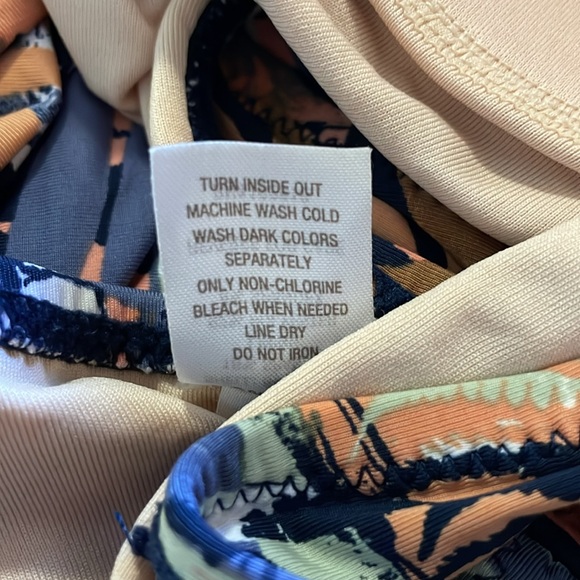 TURN INSIDE OUT
MACHINE WASH COLD
WASH DARK COLORS
SEPARATELY
ONLY NON-CHLORINE
BLEACH WHEN NEEDED
LINE DRY
DO NOT IRON